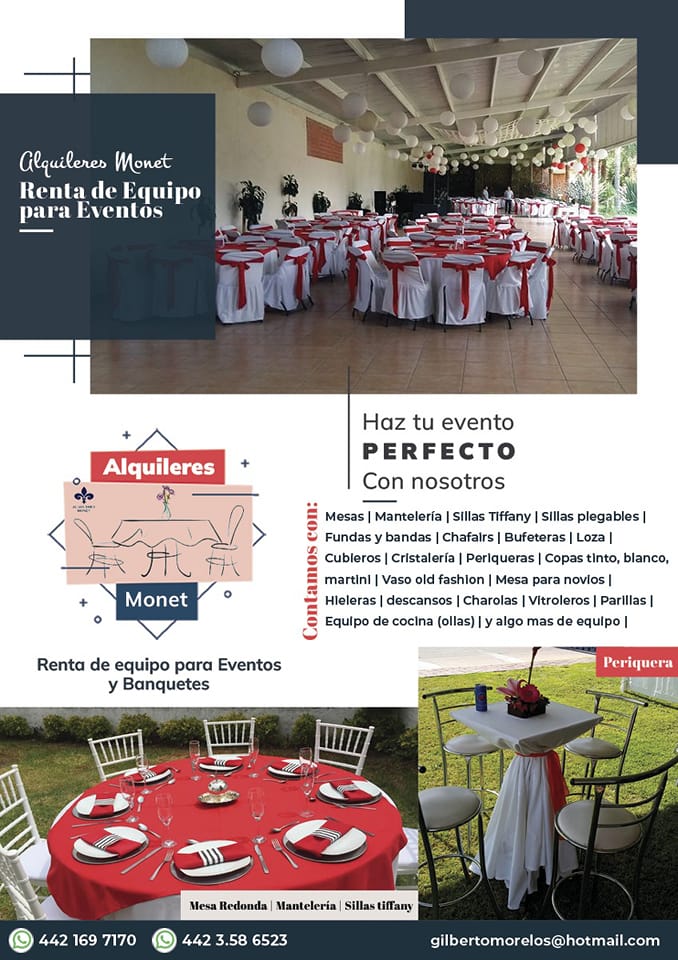 Alquileres Monet
Renta de Equipo
para Eventos
Haz tu evento
PERFECTO
Con nosotros
Alquileres
Monet
Renta de equipo para Eventos
y Banquetes
Contamos con:
Mesas | Mantelería | Sillas Tiffany | Sillas plegables |
Fundas y bandas | Chafairs | Bufeteras | Loza |
Cubieros | Cristalería | Periqueras | Copas tinto, blanco,
martini | Vaso old fashion | Mesa para novios |
Hieleras | descansos | Charolas | Vitroleros | Parillas |
Equipo de cocina (ollas) | y algo mas de equipo |
Periquera
Mesa Redonda | Mantelería | Sillas tiffany
442 169 7170
442 3.58 6523
gilbertomorelos@hotmail.com